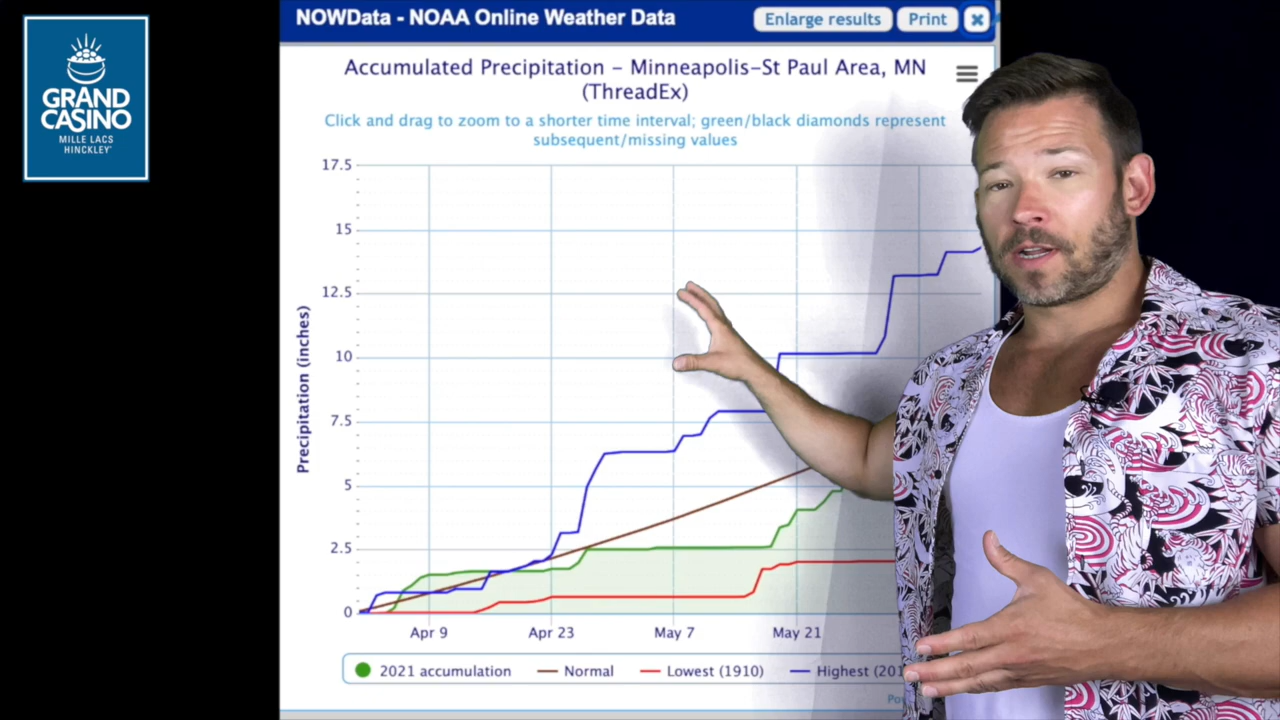 GRAND
CASINO
MILLE LACS
HINCKLEY
NOWData - NOAA Online Weather Data
Enlarge results
Print
Accumulated Precipitation – Minneapolis–St Paul Area, MN
(ThreadEx)
Click and drag to zoom to a shorter time interval; green/black diamonds represent
subsequent/missing values
Precipitation (inches)
17.5
15
12.5
10
7.5
5
2.5
0
Apr 9
Apr 23
May 7
May 21
2021 accumulation
Normal
Lowest (1910)
Highest (201